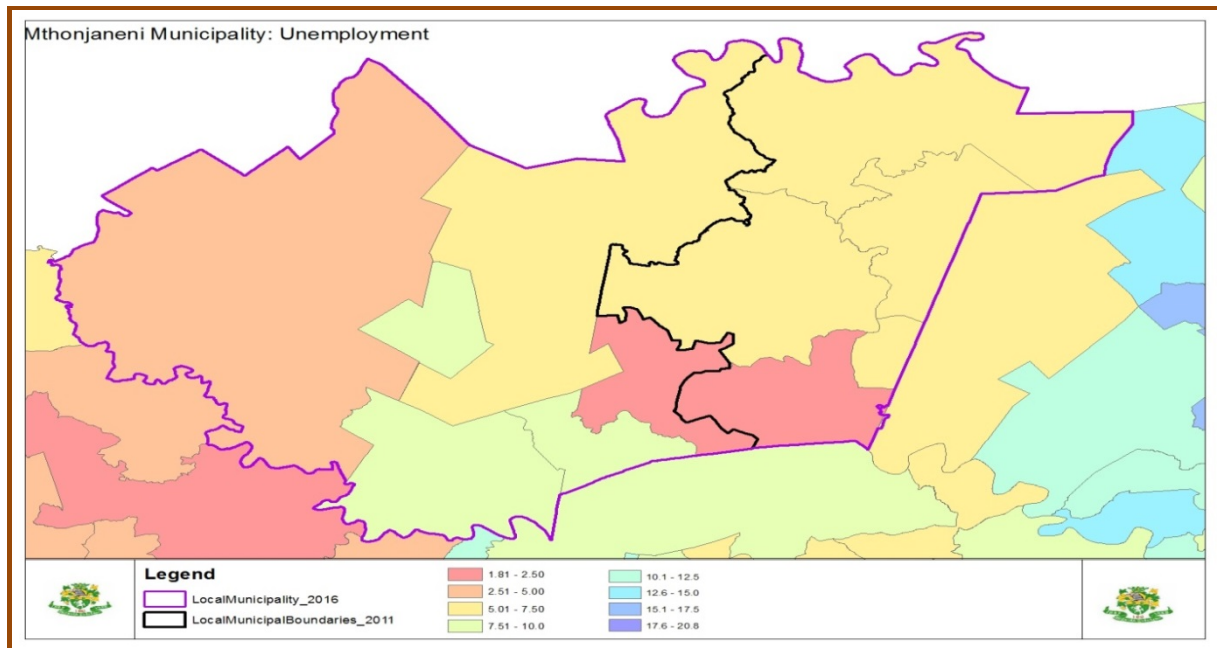 Mthonjaneni Municipality: Unemployment
Legend
LocalMunicipality_2016
LocalMunicipalBoundaries_2011
1.81 - 2.50
2.51 - 5.00
5.01 - 7.50
7.51 - 10.0
10.1 - 12.5
12.6 - 15.0
15.1 - 17.5
17.6 - 20.8